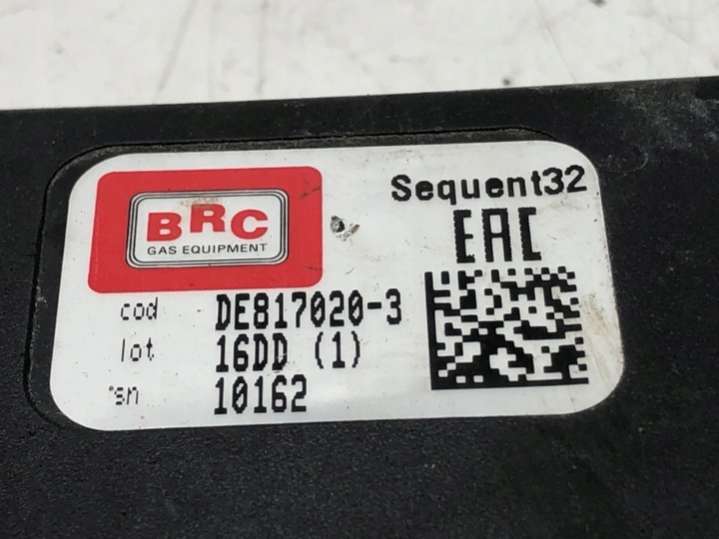 Sequent32
BRC
GAS EQUIPMENT
EAC
cod DE817020-3
lot 16DD (1)
sn 10162